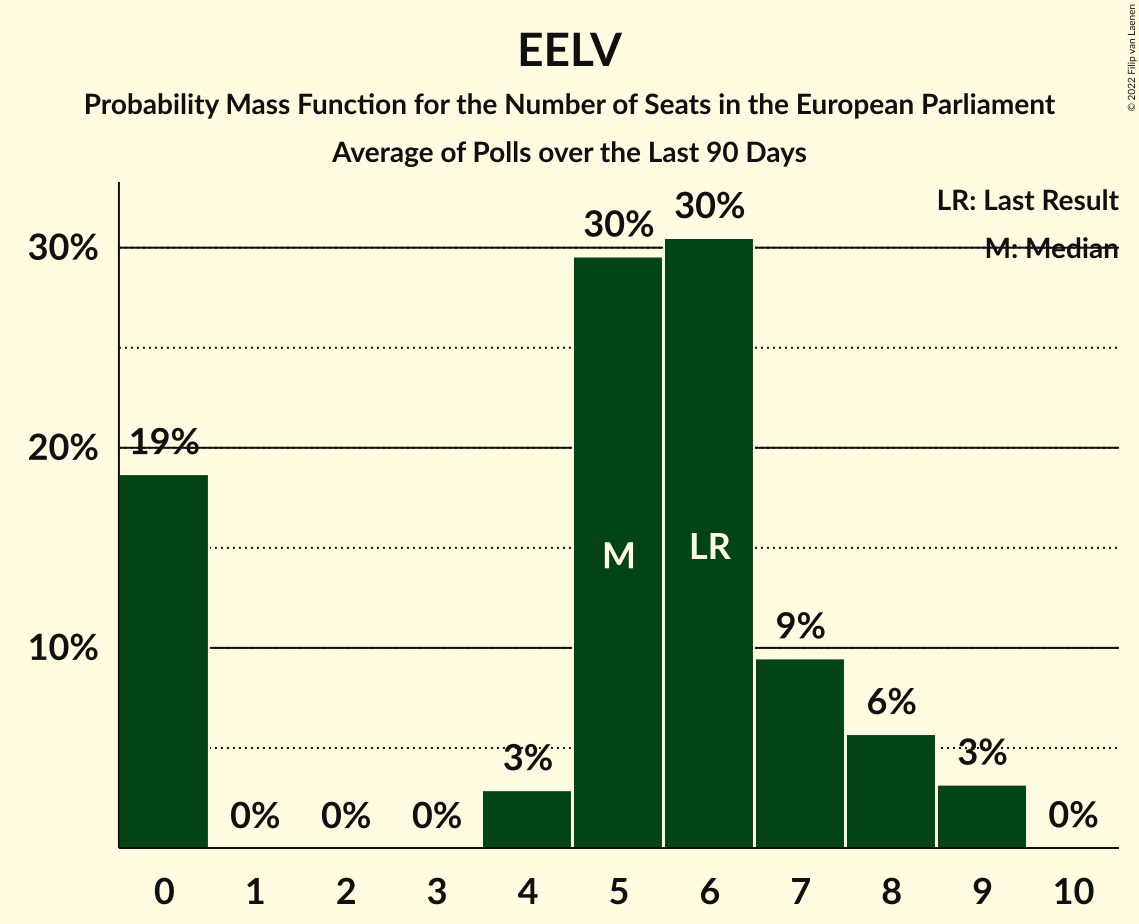 EELV
Probability Mass Function for the Number of Seats in the European Parliament
Average of Polls over the Last 90 Days
© 2022 Filip van Laenen
LR: Last Result
M: Median
30%
20%
10%
19%
0%
0%
0%
3%
30%
30%
9%
6%
3%
0%
M
LR
0 1 2 3 4 5 6 7 8 9 10